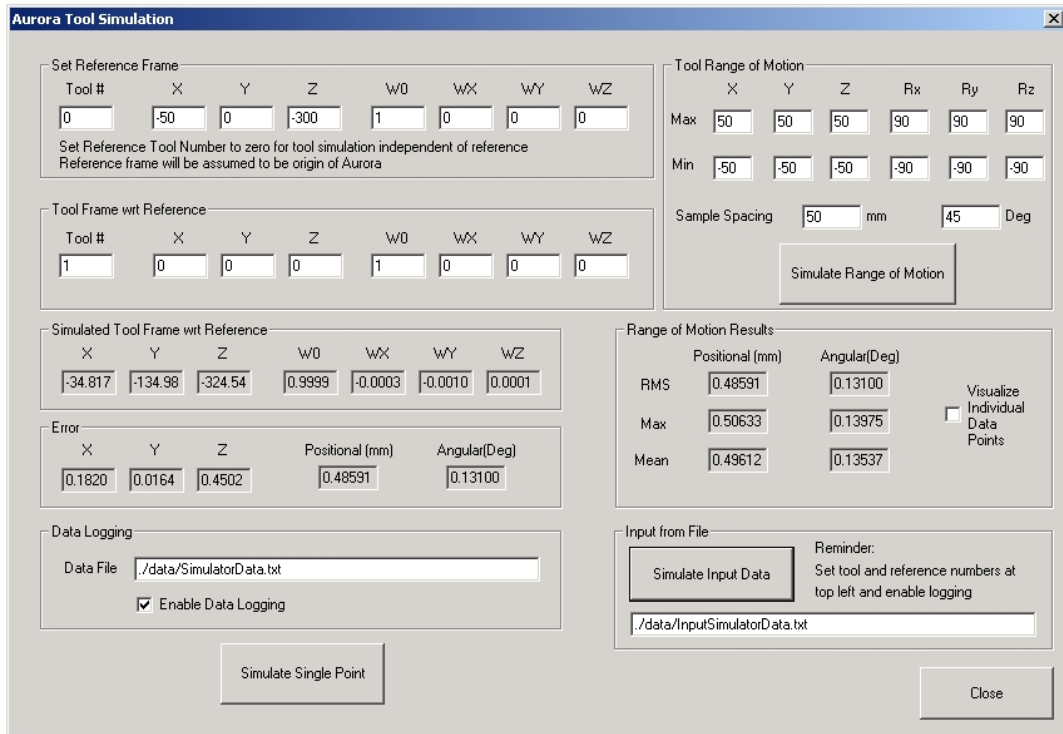 Aurora Tool Simulation
Set Reference Frame
Tool # X Y Z W0 WX WY WZ
0 -50 0 -300 1 0 0 0
Set Reference Tool Number to zero for tool simulation independent of reference
Reference frame will be assumed to be origin of Aurora
Tool Frame wrt Reference
Tool # X Y Z W0 WX WY WZ
1 0 0 0 1 0 0 0
Tool Range of Motion
X Y Z Rx Ry Rz
Max 50 50 50 90 90 90
Min -50 -50 -50 -90 -90 -90
Sample Spacing 50 mm 45 Deg
Simulate Range of Motion
Simulated Tool Frame wrt Reference
X Y Z W0 WX WY WZ
-34.817 -134.98 -324.54 0.9999 -0.0003 -0.0010 0.0001
Error
X Y Z Positional (mm) Angular(Deg)
0.1820 0.0164 0.4502 0.48591 0.13100
Range of Motion Results
Positional (mm) Angular(Deg)
RMS 0.48591 0.13100
Max 0.50633 0.13975
Mean 0.49612 0.13537
Visualize
Individual
Data
Points
Data Logging
Data File ./data/SimulatorData.txt
Enable Data Logging
Simulate Single Point
Input from File
Simulate Input Data
Reminder:
Set tool and reference numbers at
top left and enable logging
./data/InputSimulatorData.txt
Close